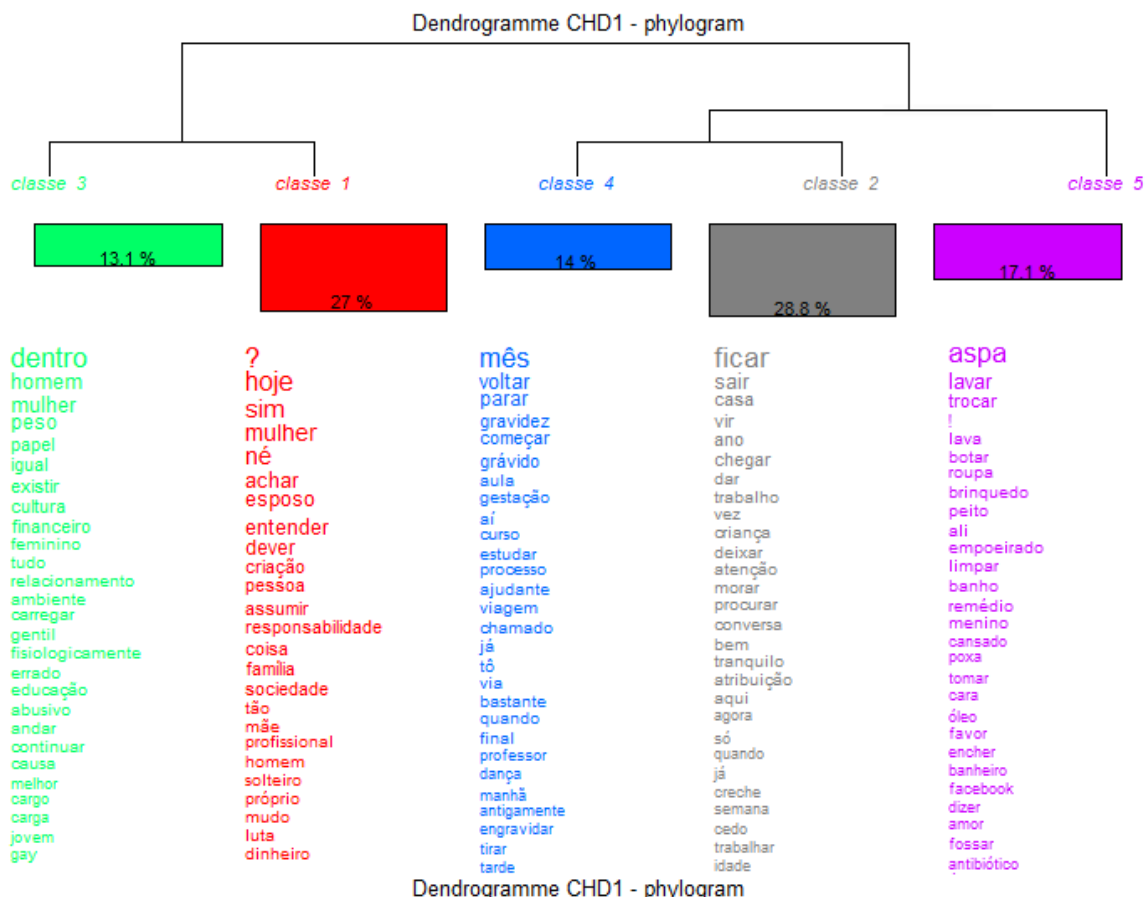 Dendrogramme CHD1 - phylogram
classe 3
classe 1
classe 4
classe 2
classe 5
13.1 %
27 %
14 %
28.8 %
17.1 %
dentro
homem
mulher
peso
papel
igual
existir
cultura
financeiro
feminino
tudo
relacionamento
ambiente
carregar
gentil
fisiologicamente
errado
educação
abusivo
andar
continuar
causa
melhor
cargo
carga
jovem
gay
?
hoje
sim
mulher
né
achar
esposo
entender
dever
criação
pessoa
assumir
responsabilidade
coisa
família
sociedade
tão
mãe
profissional
homem
solteiro
próprio
mudo
luta
dinheiro
mês
voltar
parar
gravidez
começar
grávido
aula
gestação
aí
curso
estudar
processo
ajudante
viagem
chamado
já
tô
via
bastante
quando
final
professor
dança
manhã
antigamente
engravidar
tirar
tarde
ficar
sair
casa
vir
ano
chegar
dar
trabalho
vez
criança
deixar
atenção
morar
procurar
conversa
bem
tranquilo
atribuição
aqui
agora
só
quando
já
creche
semana
cedo
trabalhar
idade
aspa
lavar
trocar
!
lava
botar
roupa
brinquedo
peito
ali
empoeirado
limpar
banho
remédio
menino
cansado
poxa
tomar
cara
óleo
favor
encher
banheiro
facebook
dizer
amor
fossar
antibiótico
Dendrogramme CHD1 - phylogram